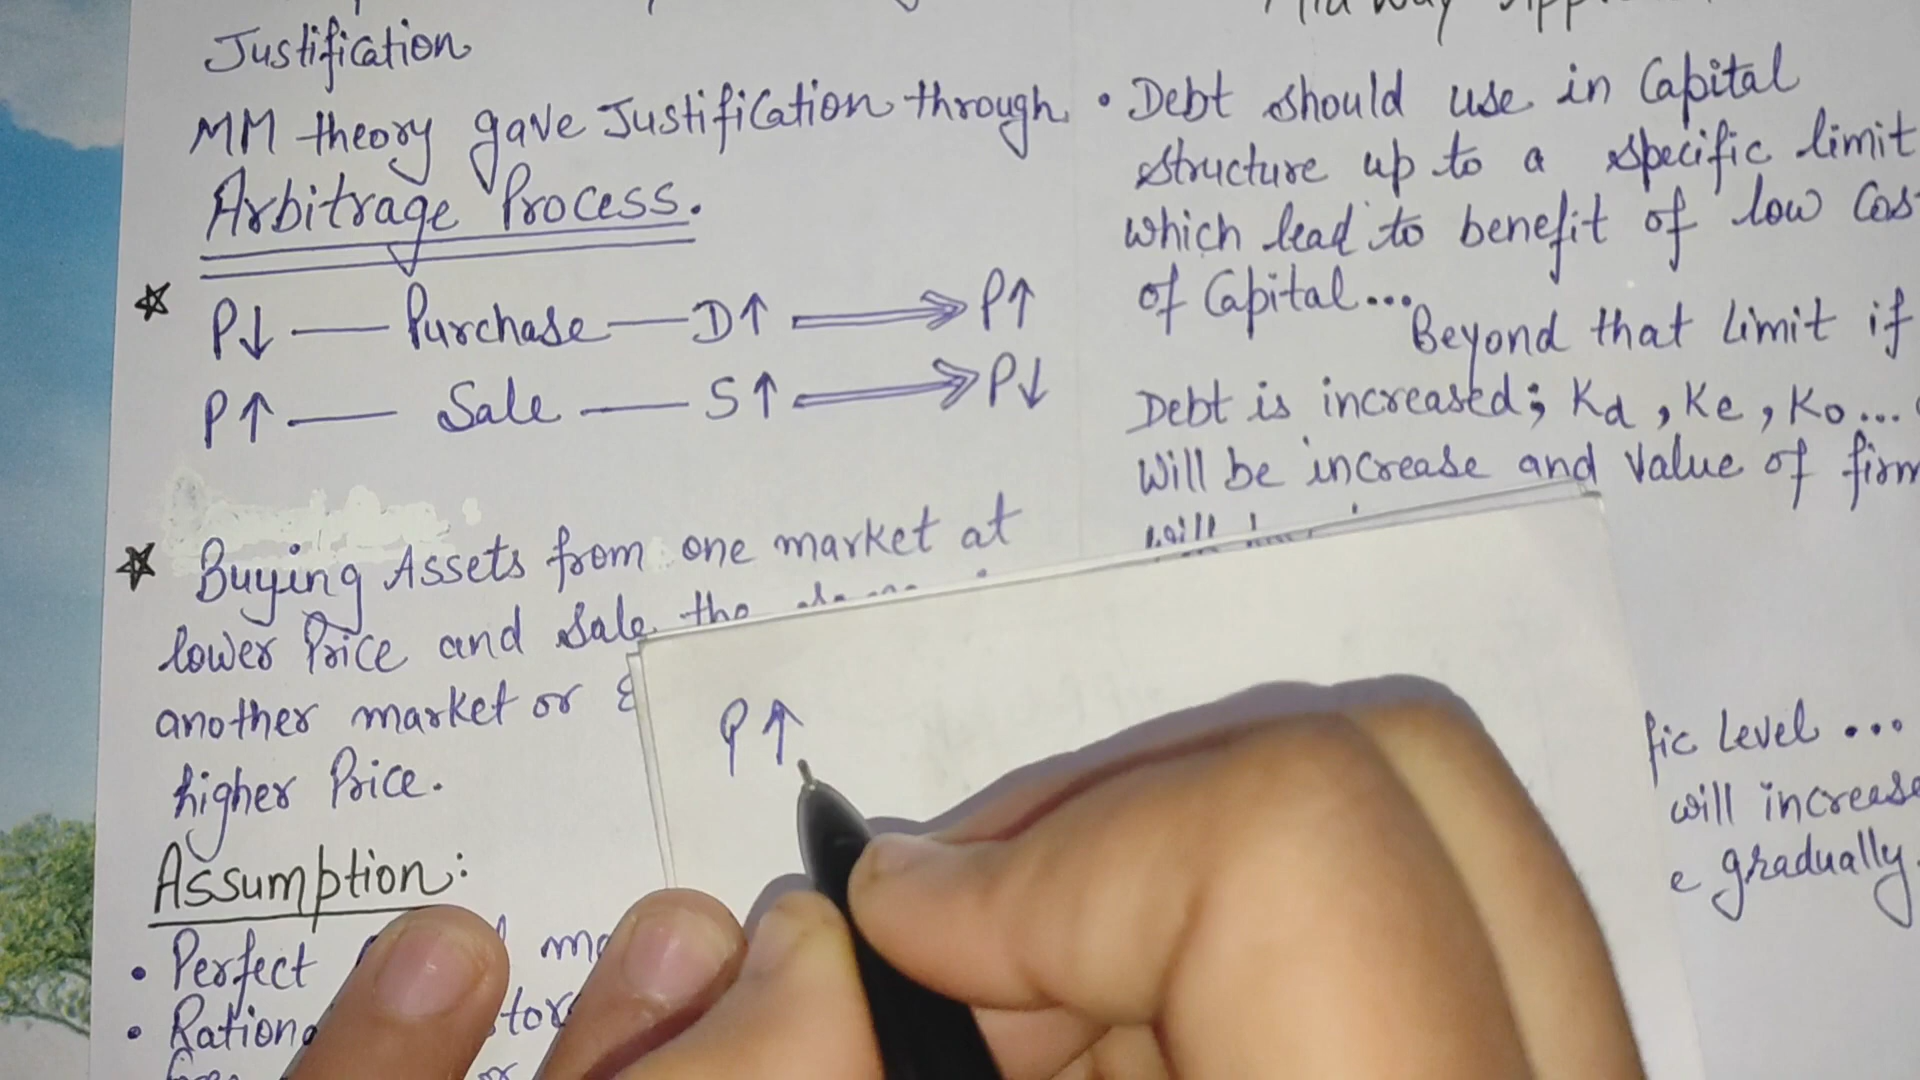 Justification
MM theory gave Justification through
Arbitrage Process.
P↓ — Purchase — D↑ ⟹ P↑
P↑ — Sale — S↑ ⟹ P↓
Buying Assets from one market at
lower Price and Sale the
another market or
higher Price.
Assumption:
• Perfect
• Rationa
P↑
• Debt should use in Capital
structure up to a specific limit
which lead to benefit of low Cos
of Capital...
Beyond that limit if
Debt is increased; Kd, Ke, Ko...
will be increase and value of firm
will
fic Level ...
will increase
e gradually.